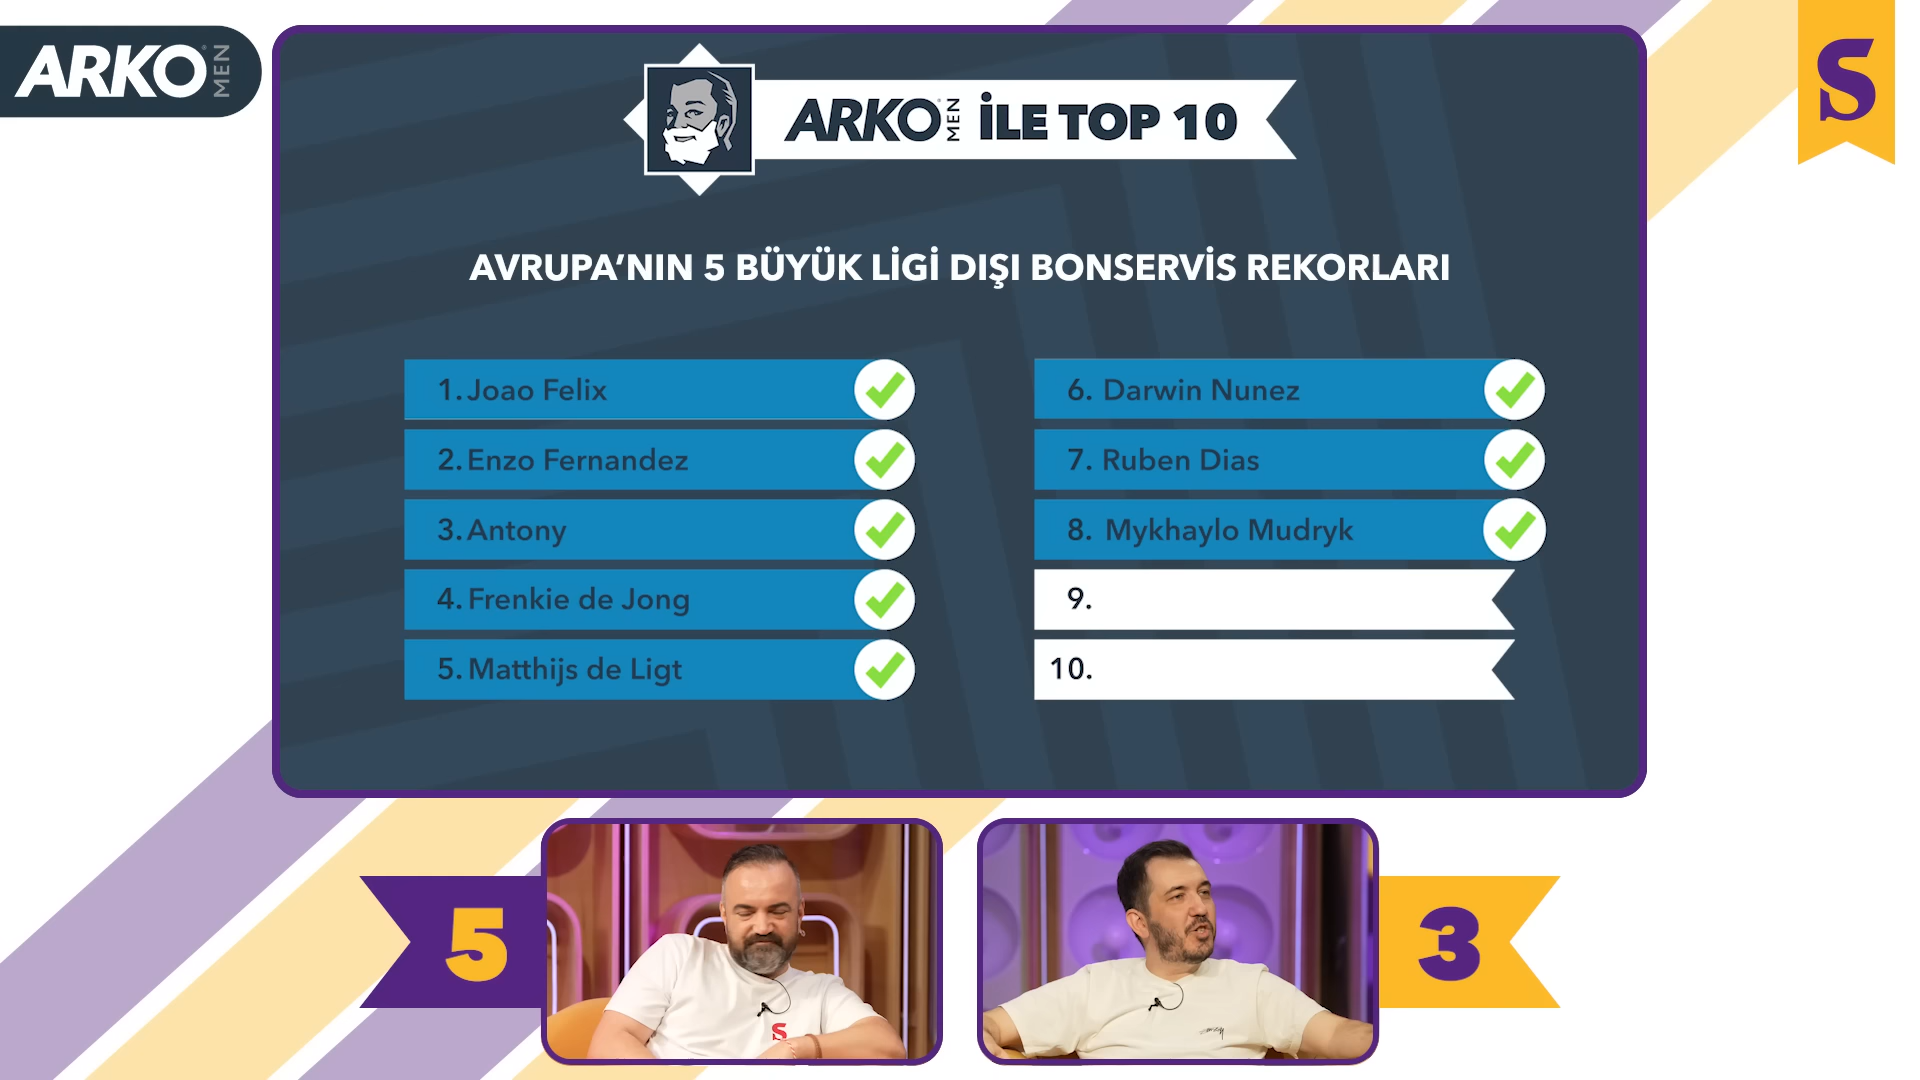 ARKO MEN
S
ARKO MEN İLE TOP 10
AVRUPA’NIN 5 BÜYÜK LİGİ DIŞI BONSERVİS REKORLARI
1. Joao Felix
2. Enzo Fernandez
3. Antony
4. Frenkie de Jong
5. Matthijs de Ligt
6. Darwin Nunez
7. Ruben Dias
8. Mykhaylo Mudryk
9.
10.
5
S
3